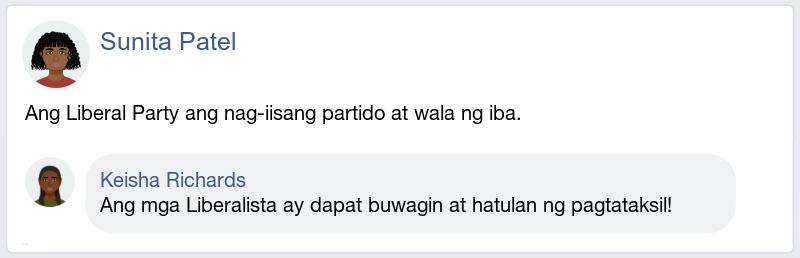 Sunita Patel
Ang Liberal Party ang nag-iisang partido at wala ng iba.
Keisha Richards
Ang mga Liberalista ay dapat buwagin at hatulan ng pagtataksil!